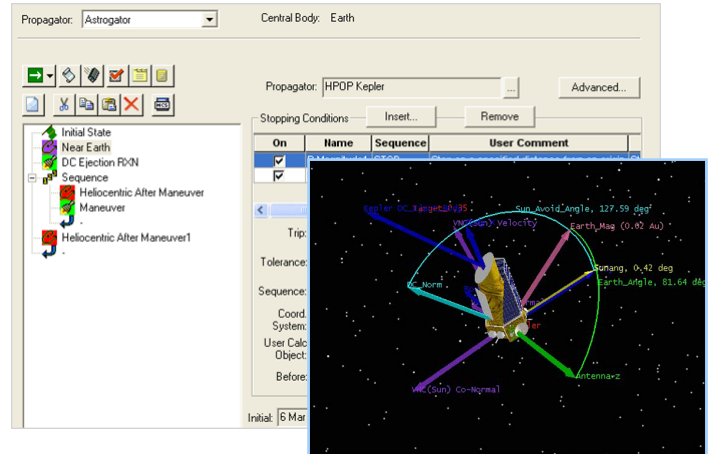 Propagator: Astrogator Central Body: Earth
Propagator: HPOP Kepler ... Advanced...
Stopping Conditions Insert... Remove
On Name Sequence User Comment
Initial State
Near Earth
DC Ejection RXN
Sequence
Heliocentric After Maneuver
Maneuver
Heliocentric After Maneuver1
-
Trip:
Tolerance:
Sequence:
Coord.
System:
User Calc
Object:
Before:
Initial: 6 Mar
Sun_Avoid_Angle, 127.59 deg
VNC(Sun) Velocity
Earth_Mag (0.02 Au)
Sunang, 0.42 deg
Earth_Angle, 81.64 deg
DC_Norm
Antenna-z
VNC(Sun) Co-Normal